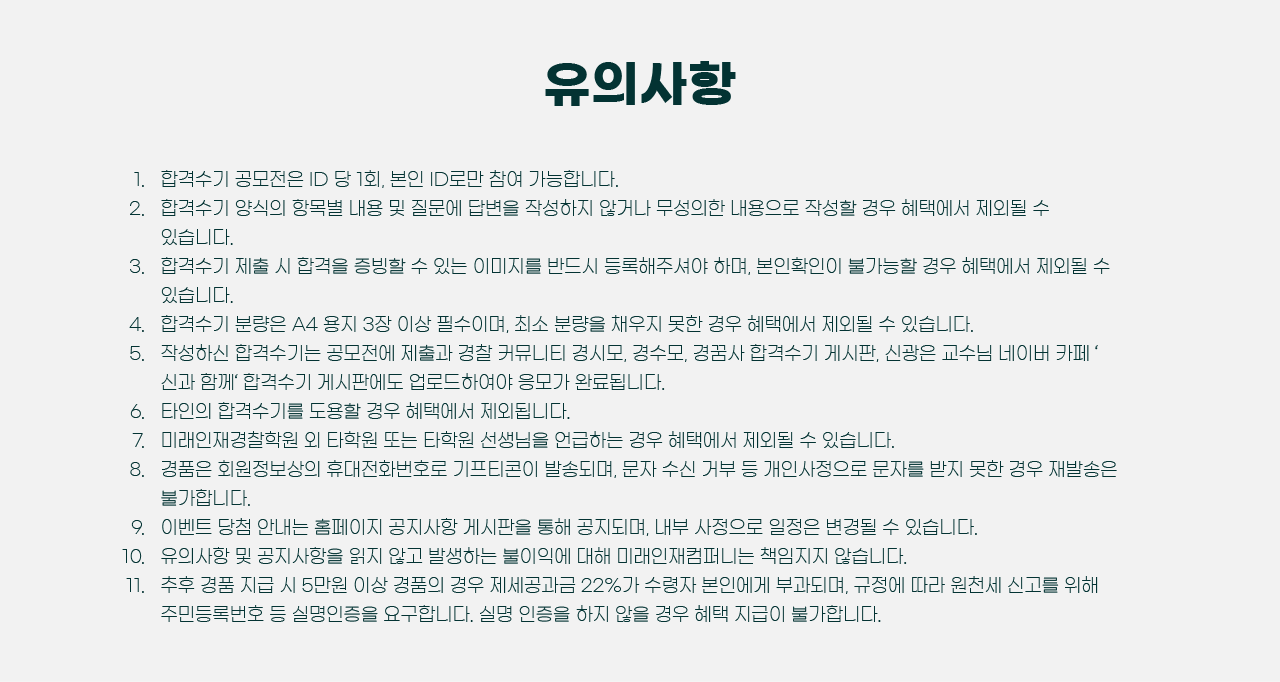 유의사항
1. 합격수기 공모전은 ID 당 1회, 본인 ID로만 참여 가능합니다.
2. 합격수기 양식의 항목별 내용 및 질문에 답변을 작성하지 않거나 무성의한 내용으로 작성할 경우 혜택에서 제외될 수
있습니다.
3. 합격수기 제출 시 합격을 증빙할 수 있는 이미지를 반드시 등록해주셔야 하며, 본인확인이 불가능할 경우 혜택에서 제외될 수
있습니다.
4. 합격수기 분량은 A4 용지 3장 이상 필수이며, 최소 분량을 채우지 못한 경우 혜택에서 제외될 수 있습니다.
5. 작성하신 합격수기는 공모전에 제출과 경찰 커뮤니티 경시모, 경수모, 경꿈사 합격수기 게시판, 신광은 교수님 네이버 카페 ‘
신과 함께‘ 합격수기 게시판에도 업로드하여야 응모가 완료됩니다.
6. 타인의 합격수기를 도용할 경우 혜택에서 제외됩니다.
7. 미래인재경찰학원 외 타학원 또는 타학원 선생님을 언급하는 경우 혜택에서 제외될 수 있습니다.
8. 경품은 회원정보상의 휴대전화번호로 기프티콘이 발송되며, 문자 수신 거부 등 개인사정으로 문자를 받지 못한 경우 재발송은
불가합니다.
9. 이벤트 당첨 안내는 홈페이지 공지사항 게시판을 통해 공지되며, 내부 사정으로 일정은 변경될 수 있습니다.
10. 유의사항 및 공지사항을 읽지 않고 발생하는 불이익에 대해 미래인재컴퍼니는 책임지지 않습니다.
11. 추후 경품 지급 시 5만원 이상 경품의 경우 제세공과금 22%가 수령자 본인에게 부과되며, 규정에 따라 원천세 신고를 위해
주민등록번호 등 실명인증을 요구합니다. 실명 인증을 하지 않을 경우 혜택 지급이 불가합니다.